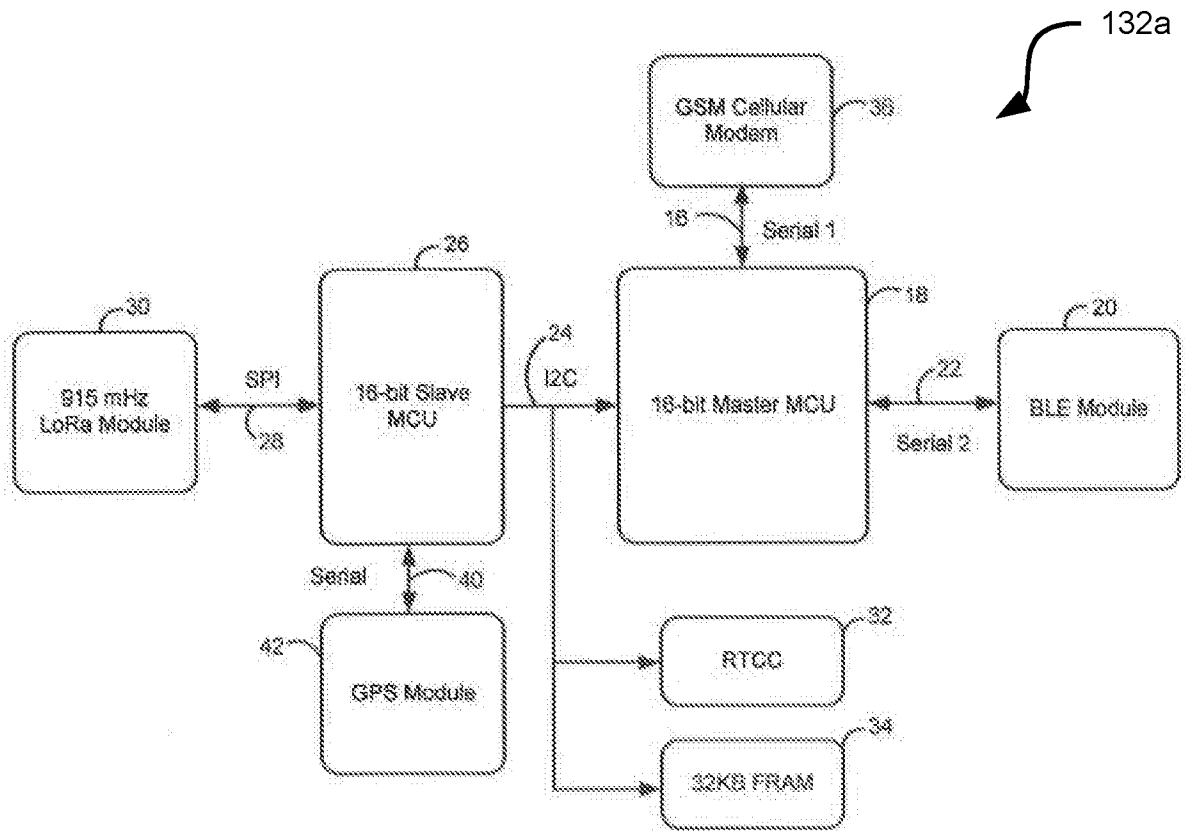 132a
GSM Cellular
Modem
36
16
Serial 1
26
18
30
24
20
SPI
I2C
22
915 mHz
LoRa Module
16-bit Slave
MCU
16-bit Master MCU
BLE Module
28
Serial 2
Serial
40
42
32
RTCC
GPS Module
34
32KB FRAM